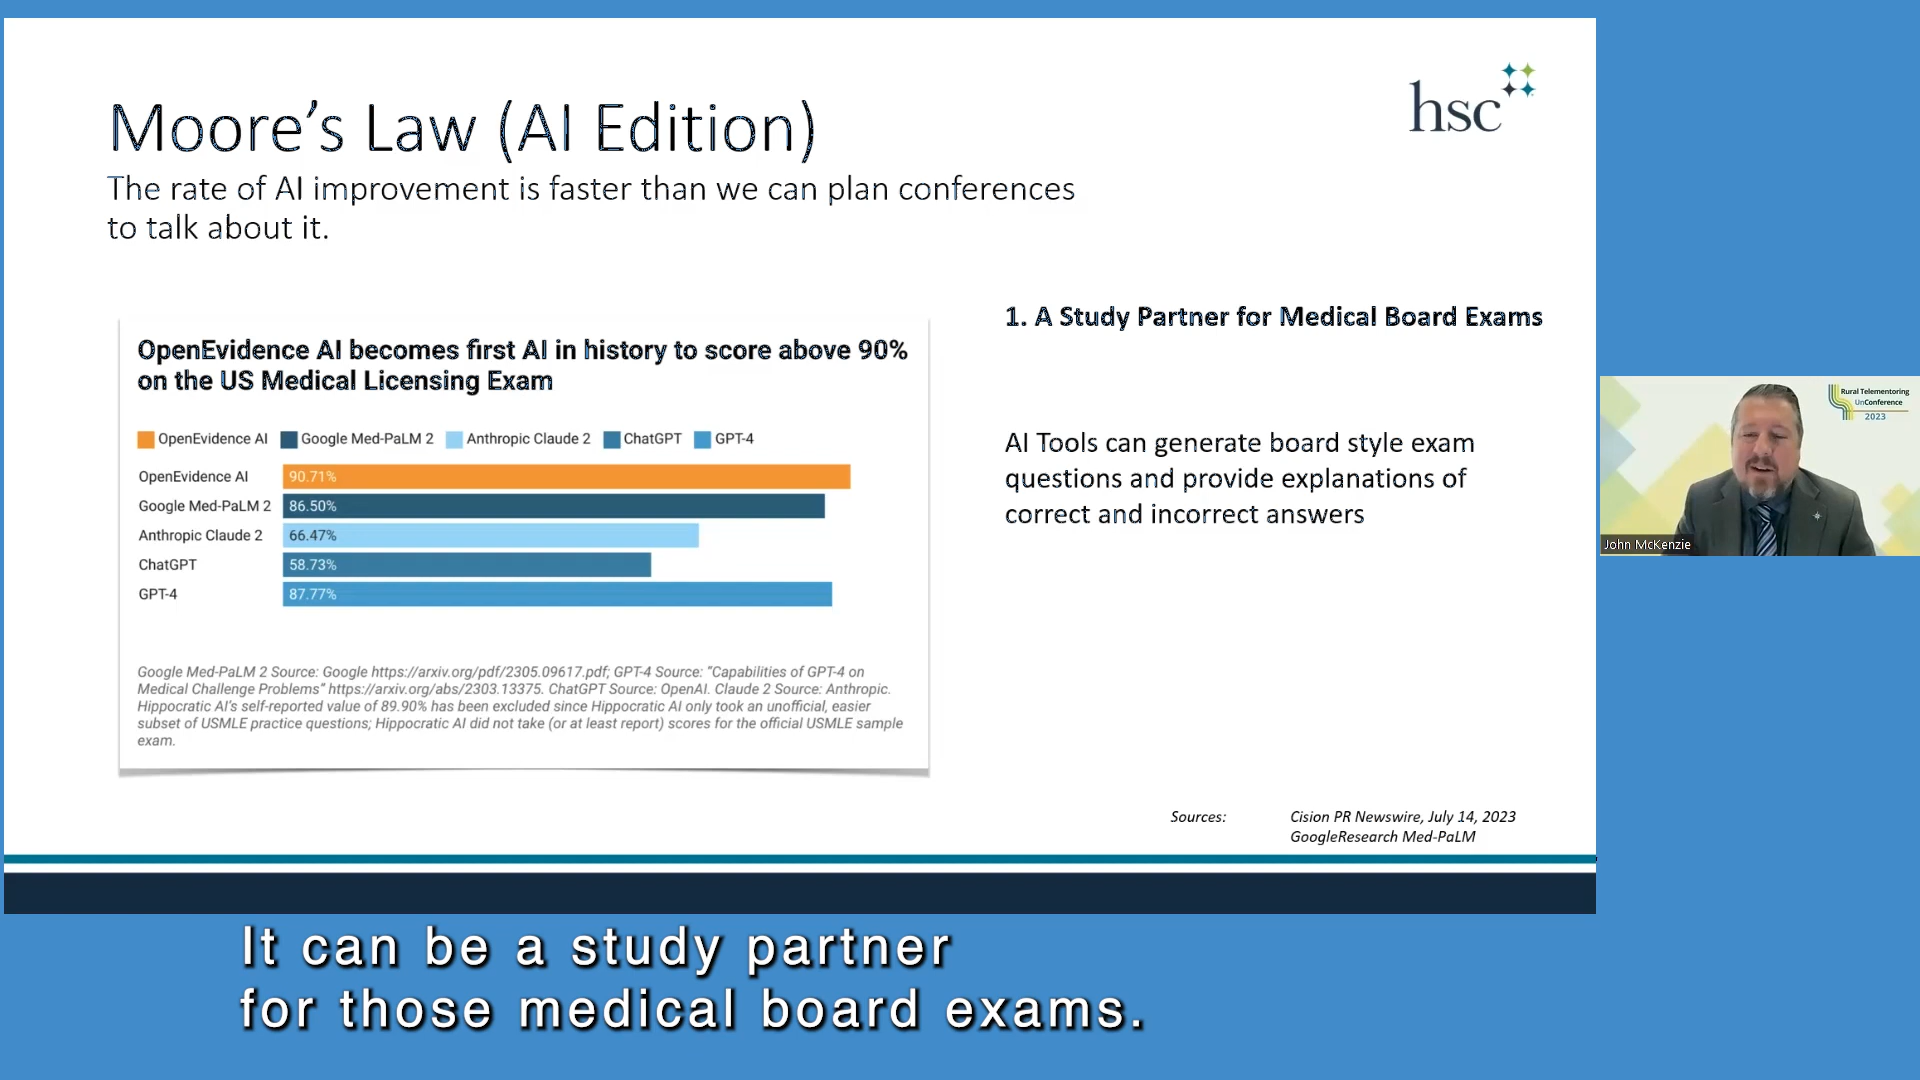 Moore's Law (AI Edition)
The rate of AI improvement is faster than we can plan conferences
to talk about it.
hsc
OpenEvidence AI becomes first AI in history to score above 90%
on the US Medical Licensing Exam
OpenEvidence AI Google Med-PaLM 2 Anthropic Claude 2 ChatGPT GPT-4
OpenEvidence AI 90.71%
Google Med-PaLM 2 86.50%
Anthropic Claude 2 66.47%
ChatGPT 58.73%
GPT-4 87.77%
Google Med-PaLM 2 Source: Google https://arxiv.org/pdf/2305.09617.pdf; GPT-4 Source: "Capabilities of GPT-4 on
Medical Challenge Problems" https://arxiv.org/abs/2303.13375. ChatGPT Source: OpenAI. Claude 2 Source: Anthropic.
Hippocratic AI's self-reported value of 89.90% has been excluded since Hippocratic AI only took an unofficial, easier
subset of USMLE practice questions; Hippocratic AI did not take (or at least report) scores for the official USMLE sample
exam.
1. A Study Partner for Medical Board Exams
AI Tools can generate board style exam
questions and provide explanations of
correct and incorrect answers
Sources: Cision PR Newswire, July 14, 2023
GoogleResearch Med-PaLM
Rural Telementoring
UnConference
2023
John McKenzie
It can be a study partner
for those medical board exams.